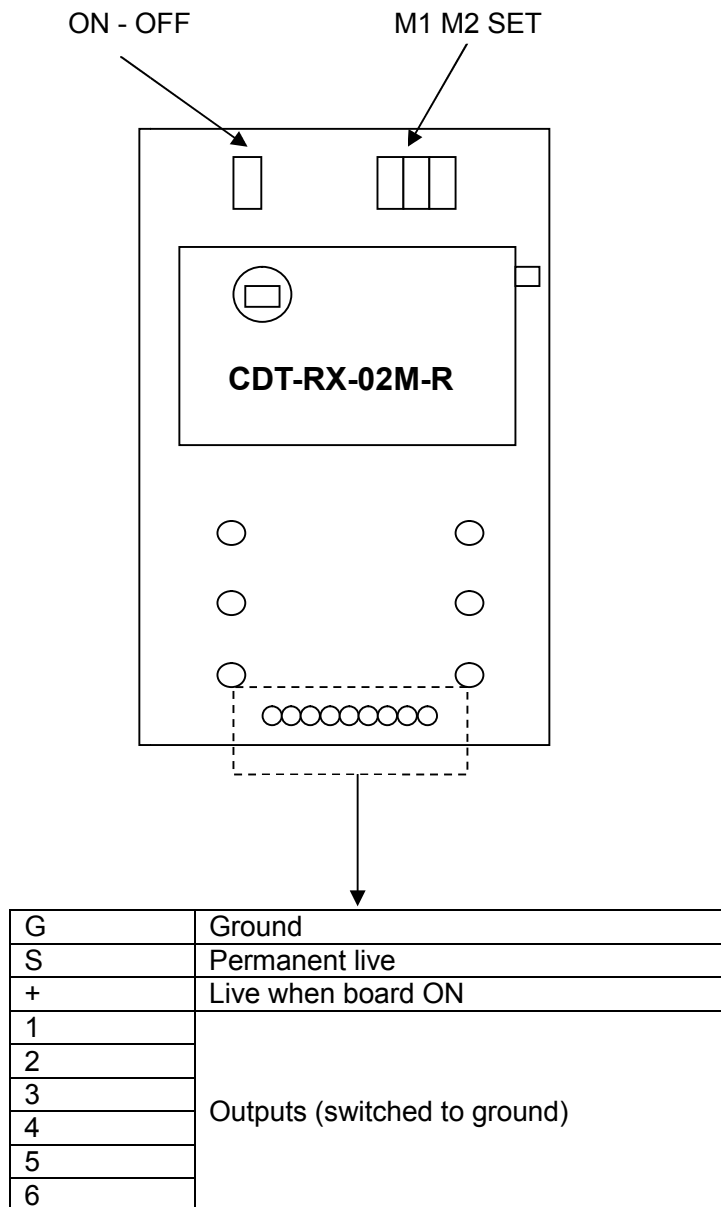 ON - OFF M1 M2 SET
CDT-RX-02M-R
G Ground
S Permanent live
+ Live when board ON
1
2
3
Outputs (switched to ground)
4
5
6